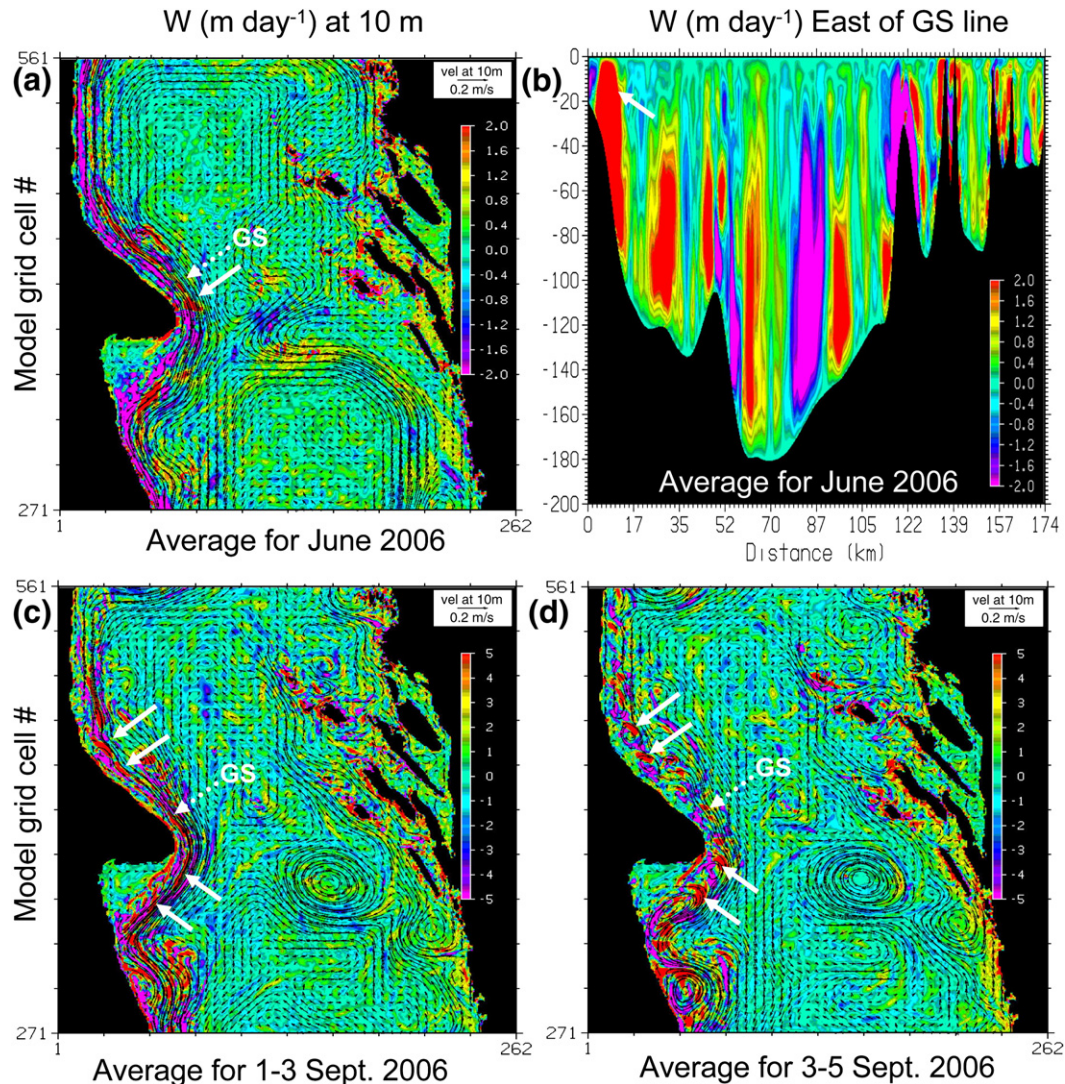 W (m day⁻¹) at 10 m
W (m day⁻¹) East of GS line
561
(a)
vel at 10m
0.2 m/s
2.0
1.6
1.2
0.8
0.4
0.0
-0.4
-0.8
-1.2
-1.6
-2.0
GS
Model grid cell #
271
1
262
Average for June 2006
(b)
0
-20
-40
-60
-80
-100
-120
-140
-160
-180
-200
2.0
1.6
1.2
0.8
0.4
0.0
-0.4
-0.8
-1.2
-1.6
-2.0
Average for June 2006
0 17 35 52 70 87 105 122 139 157 174
Distance (km)
561
(c)
vel at 10m
0.2 m/s
5
4
3
2
1
0
-1
-2
-3
-4
-5
GS
Model grid cell #
271
1
262
Average for 1-3 Sept. 2006
561
(d)
vel at 10m
0.2 m/s
5
4
3
2
1
0
-1
-2
-3
-4
-5
GS
271
1
262
Average for 3-5 Sept. 2006